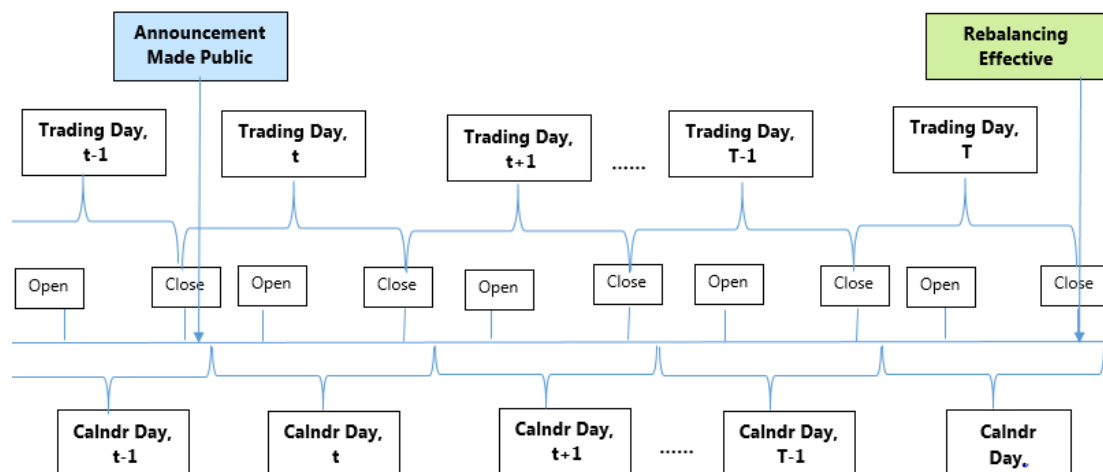 Announcement
Made Public
Rebalancing
Effective
Trading Day,
t-1
Trading Day,
t
Trading Day,
t+1
......
Trading Day,
T-1
Trading Day,
T
Open
Close
Open
Close
Open
Close
Open
Close
Open
Close
Calndr Day,
t-1
Calndr Day,
t
Calndr Day,
t+1
......
Calndr Day,
T-1
Calndr
Day,